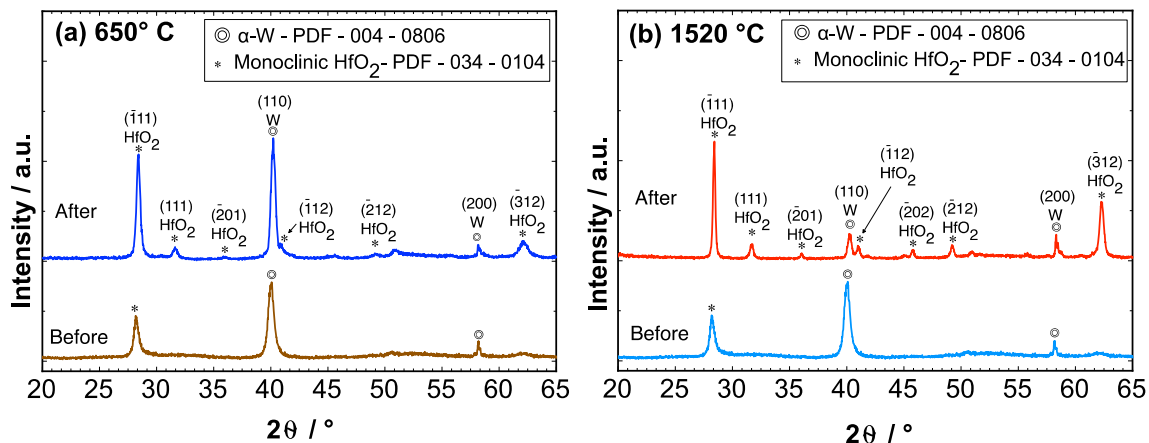 (a) 650° C
◎ α-W - PDF - 004 - 0806
* Monoclinic HfO₂- PDF - 034 - 0104
(1̄11)
HfO₂
*
(110)
W
◎
After
(111)
HfO₂
*
(2̄01)
HfO₂
*
(1̄12)
HfO₂
*
(2̄12)
HfO₂
*
(200)
W
◎
(3̄12)
HfO₂
*
Before
*
◎
◎
Intensity / a.u.
20 25 30 35 40 45 50 55 60 65
2θ / °
(b) 1520 °C
◎ α-W - PDF - 004 - 0806
* Monoclinic HfO₂- PDF - 034 - 0104
(1̄11)
HfO₂
*
After
(111)
HfO₂
*
(2̄01)
HfO₂
*
(110)
W
◎
(1̄12)
HfO₂
*
(2̄02)
HfO₂
*
(2̄12)
HfO₂
*
(200)
W
◎
(3̄12)
HfO₂
*
Before
*
◎
◎
Intensity / a.u.
20 25 30 35 40 45 50 55 60 65
2θ / °